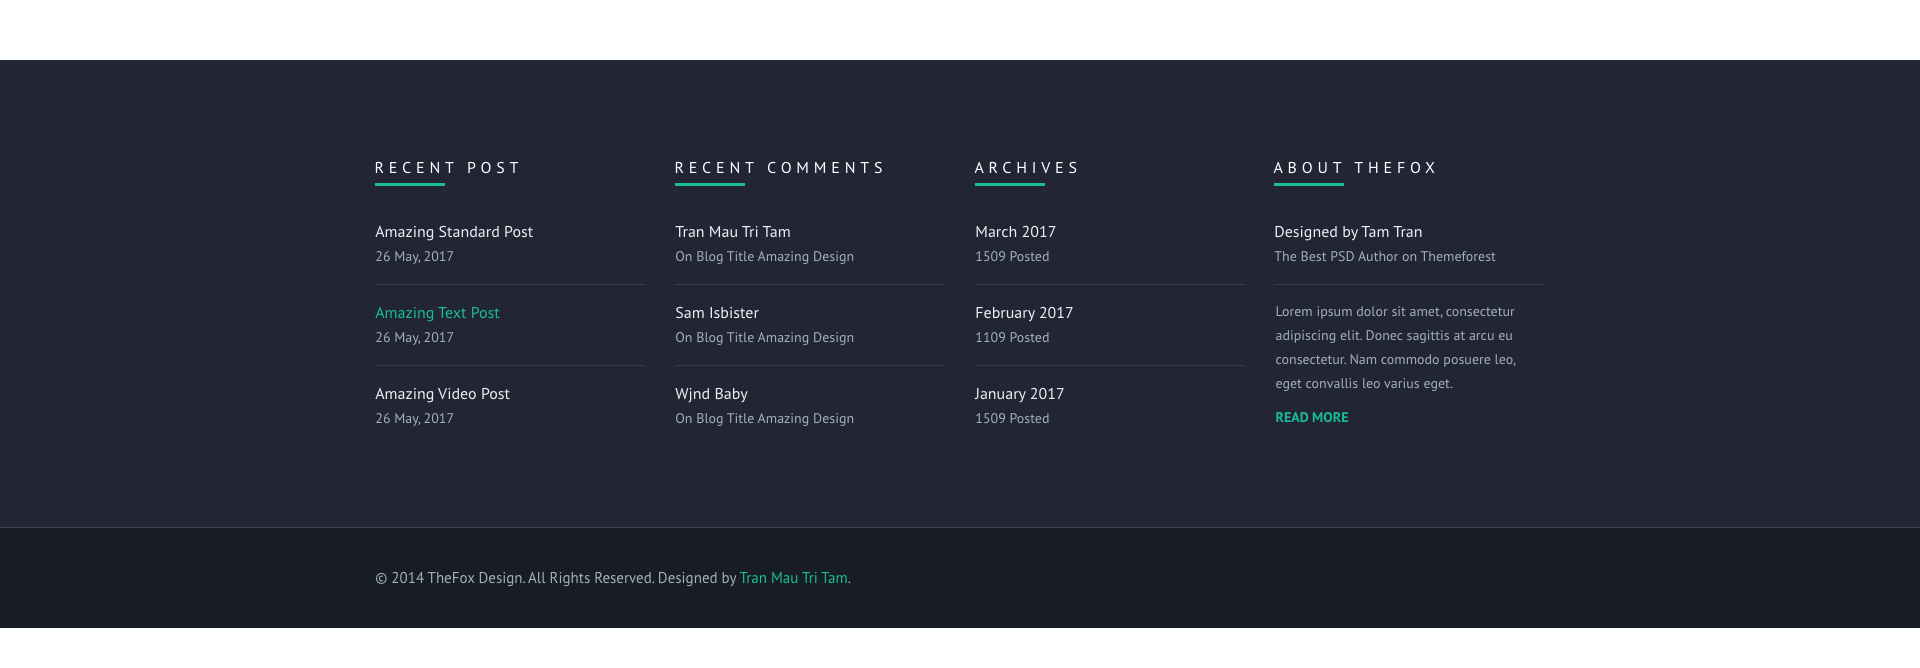 RECENT POST
Amazing Standard Post
26 May, 2017
Amazing Text Post
26 May, 2017
Amazing Video Post
26 May, 2017
RECENT COMMENTS
Tran Mau Tri Tam
On Blog Title Amazing Design
Sam Isbister
On Blog Title Amazing Design
Wjnd Baby
On Blog Title Amazing Design
ARCHIVES
March 2017
1509 Posted
February 2017
1109 Posted
January 2017
1509 Posted
ABOUT THEFOX
Designed by Tam Tran
The Best PSD Author on Themeforest
Lorem ipsum dolor sit amet, consectetur
adipiscing elit. Donec sagittis at arcu eu
consectetur. Nam commodo posuere leo,
eget convallis leo varius eget.
READ MORE
© 2014 TheFox Design. All Rights Reserved. Designed by Tran Mau Tri Tam.